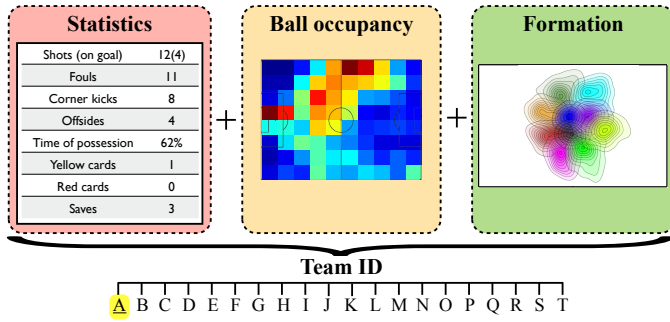 Statistics
Shots (on goal) 12(4)
Fouls 11
Corner kicks 8
Offsides 4
Time of possession 62%
Yellow cards 1
Red cards 0
Saves 3
+
Ball occupancy
+
Formation
Team ID
A B C D E F G H I J K L M N O P Q R S T